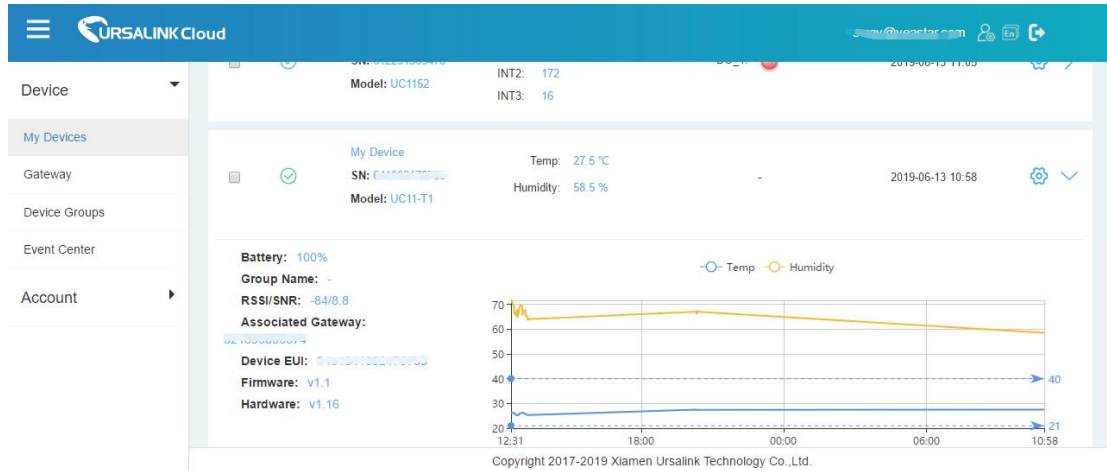 URSALINK Cloud
En
Device
My Devices
Gateway
Device Groups
Event Center
Account
Model: UC1152
INT2: 172
INT3: 16
My Device
SN:
Model: UC11-T1
Temp: 27.5 ℃
Humidity: 58.5 %
-
2019-06-13 10:58
Battery: 100%
Group Name: -
RSSI/SNR: -84/8.8
Associated Gateway:
Device EUI:
Firmware: v1.1
Hardware: v1.16
Temp Humidity
70
60
50
40 40
30
20 21
12:31 18:00 00:00 06:00 10:58
Copyright 2017-2019 Xiamen Ursalink Technology Co.,Ltd.